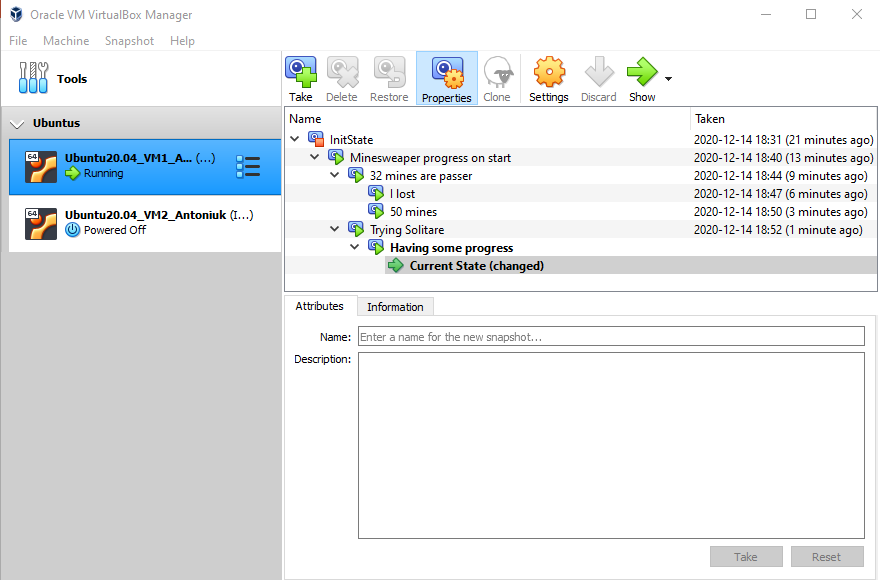 Oracle VM VirtualBox Manager
File Machine Snapshot Help
Tools
Take Delete Restore Properties Clone Settings Discard Show
Ubuntus
64
Ubuntu20.04_VM1_A... (...)
Running
64
Ubuntu20.04_VM2_Antoniuk (I...)
Powered Off
Name Taken
InitState 2020-12-14 18:31 (21 minutes ago)
Minesweaper progress on start 2020-12-14 18:40 (13 minutes ago)
32 mines are passer 2020-12-14 18:44 (9 minutes ago)
I lost 2020-12-14 18:47 (6 minutes ago)
50 mines 2020-12-14 18:50 (3 minutes ago)
Trying Solitare 2020-12-14 18:52 (1 minute ago)
Having some progress
Current State (changed)
Attributes Information
Name: Enter a name for the new snapshot...
Description:
Take Reset